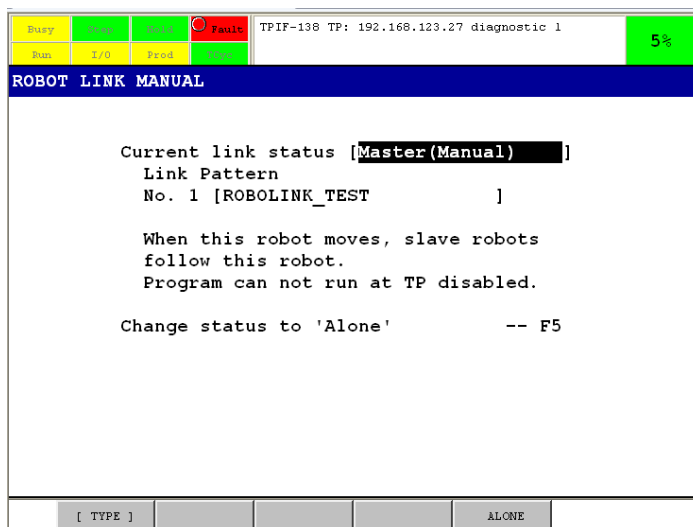 Busy Step Hold Fault TPIF-138 TP: 192.168.123.27 diagnostic 1
Run I/O Prod TCyc 5%
ROBOT LINK MANUAL
Current link status [Master(Manual) ]
Link Pattern
No. 1 [ROBOLINK_TEST ]
When this robot moves, slave robots
follow this robot.
Program can not run at TP disabled.
Change status to 'Alone' -- F5
[ TYPE ] ALONE